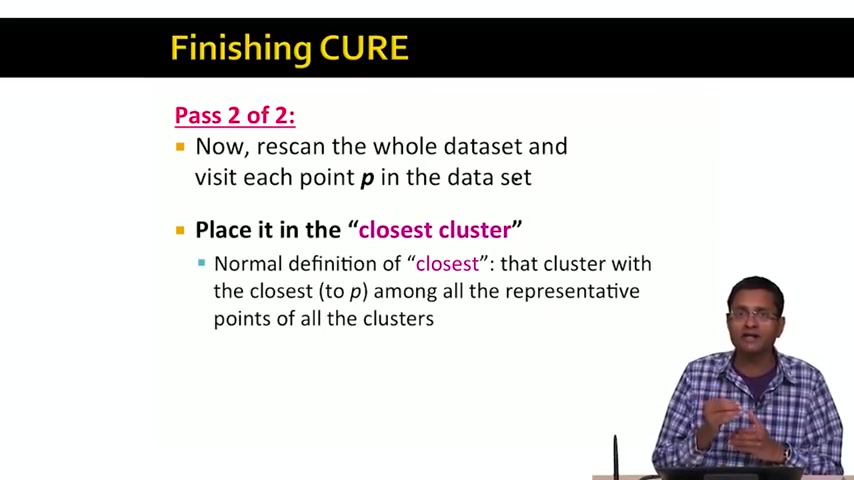 Finishing CURE
Pass 2 of 2:
Now, rescan the whole dataset and
visit each point p in the data set
Place it in the “closest cluster”
Normal definition of “closest”: that cluster with
the closest (to p) among all the representative
points of all the clusters